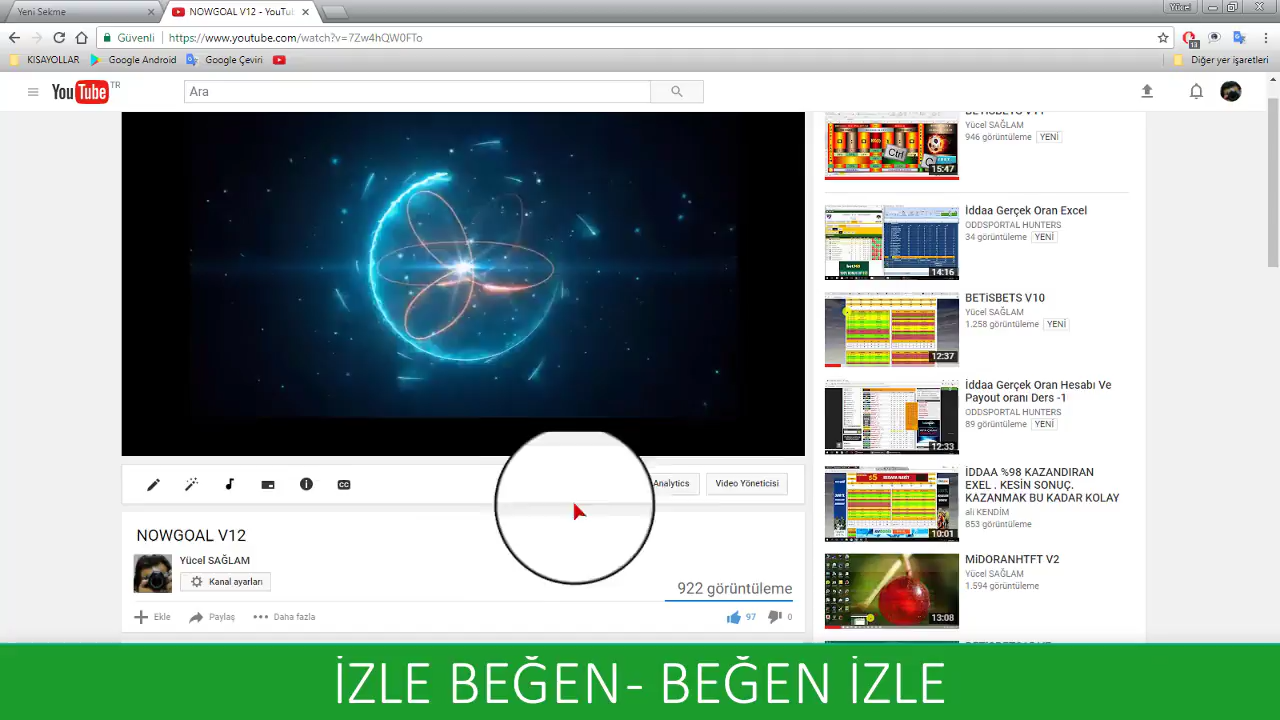 Yeni Sekme
NOWGOAL V12 - YouTu
Yücel
Güvenli
https://www.youtube.com/watch?v=7Zw4hQW0FTo
13
KISAYOLLAR
Google Android
Google Çeviri
Diğer yer işaretleri
YouTube TR
Ara
Yücel SAĞLAM
946 görüntüleme YENİ
Ctrl
15:47
İddaa Gerçek Oran Excel
ODDSPORTAL HUNTERS
34 görüntüleme YENİ
14:16
BETİSBETS V10
Yücel SAĞLAM
1.258 görüntüleme YENİ
12:37
İddaa Gerçek Oran Hesabı Ve
Payout oranı Ders -1
ODDSPORTAL HUNTERS
89 görüntüleme YENİ
12:33
İDDAA %98 KAZANDIRAN
EXEL . KESİN SONUÇ.
KAZANMAK BU KADAR KOLAY
ali KENDİM
853 görüntüleme
10:01
MİDORANHTFT V2
Yücel SAĞLAM
1.594 görüntüleme
13:08
CC
Analytics
Video Yöneticisi
NOWGOAL V12
Yücel SAĞLAM
Kanal ayarları
922 görüntüleme
Ekle
Paylaş
Daha fazla
97
0
İZLE BEĞEN- BEĞEN İZLE